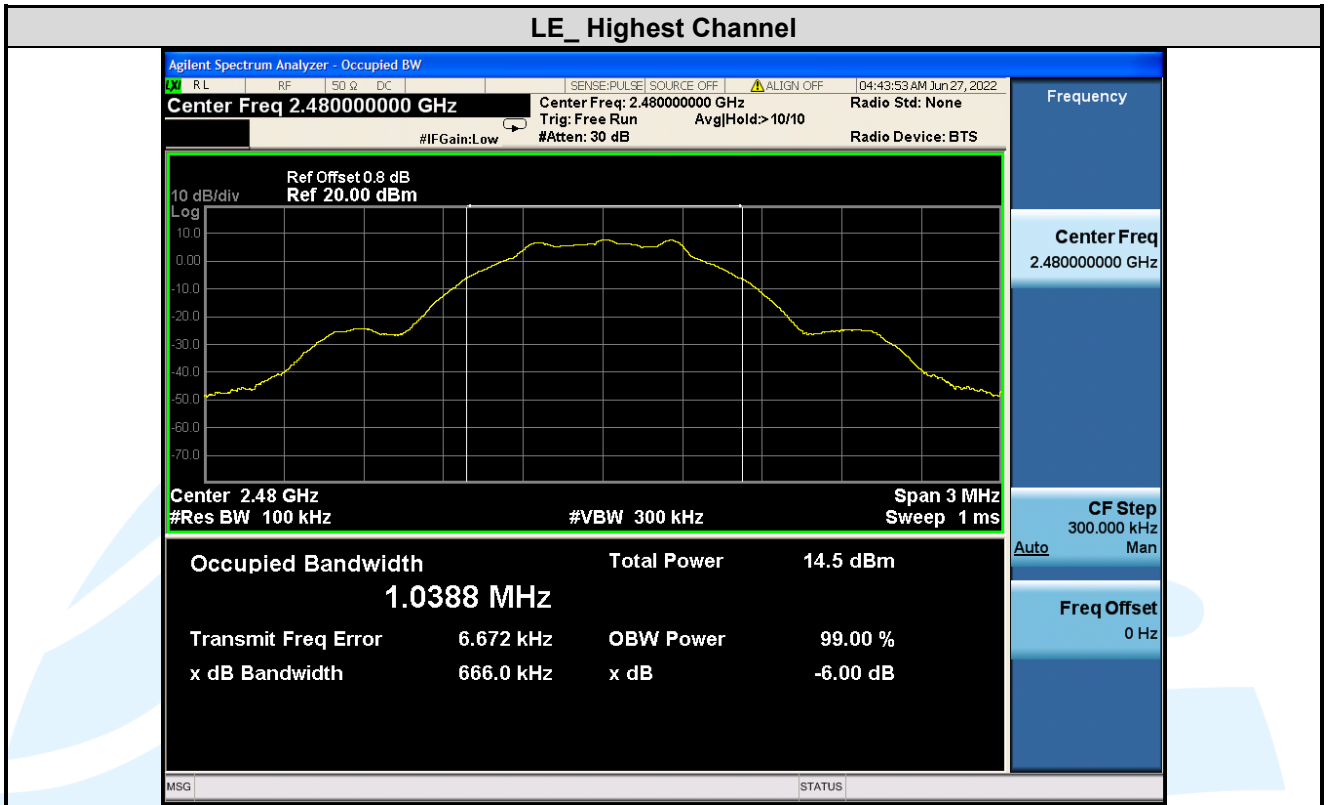 LE_ Highest Channel
Agilent Spectrum Analyzer - Occupied BW
LXI RL RF 50 Ω DC SENSE:PULSE SOURCE OFF ALIGN OFF 04:43:53 AM Jun 27, 2022
Center Freq 2.480000000 GHz
Center Freq: 2.480000000 GHz Radio Std: None
Trig: Free Run Avg|Hold:> 10/10
#IFGain:Low #Atten: 30 dB Radio Device: BTS
Ref Offset 0.8 dB
10 dB/div Ref 20.00 dBm
Log
10.0
0.00
-10.0
-20.0
-30.0
-40.0
-50.0
-60.0
-70.0
Center 2.48 GHz Span 3 MHz
#Res BW 100 kHz #VBW 300 kHz Sweep 1 ms
Occupied Bandwidth Total Power 14.5 dBm
1.0388 MHz
Transmit Freq Error 6.672 kHz OBW Power 99.00 %
x dB Bandwidth 666.0 kHz x dB -6.00 dB
MSG STATUS
Frequency
Center Freq
2.480000000 GHz
CF Step
300.000 kHz
Auto Man
Freq Offset
0 Hz